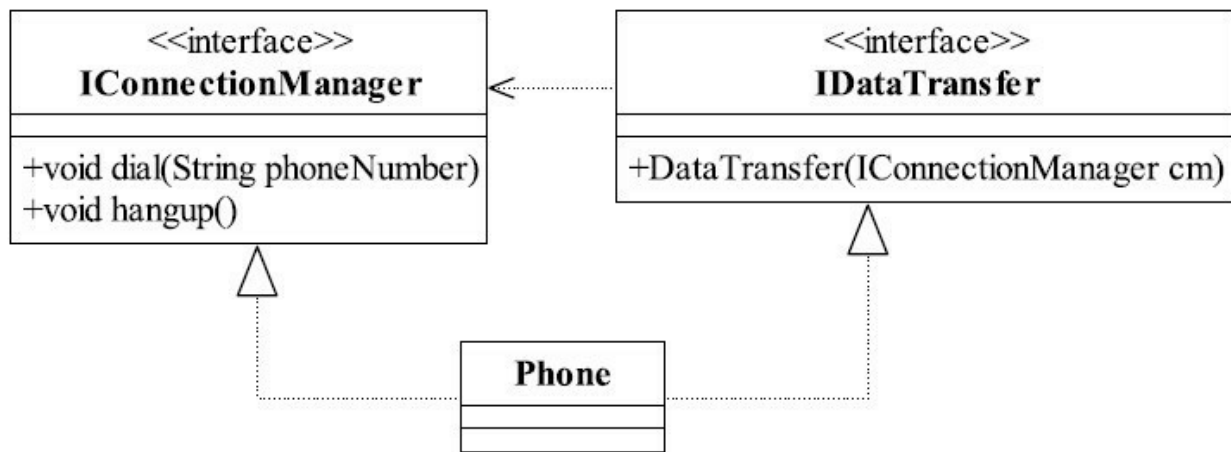 <<interface>>
IConnectionManager
+void dial(String phoneNumber)
+void hangup()
<<interface>>
IDataTransfer
+DataTransfer(IConnectionManager cm)
Phone